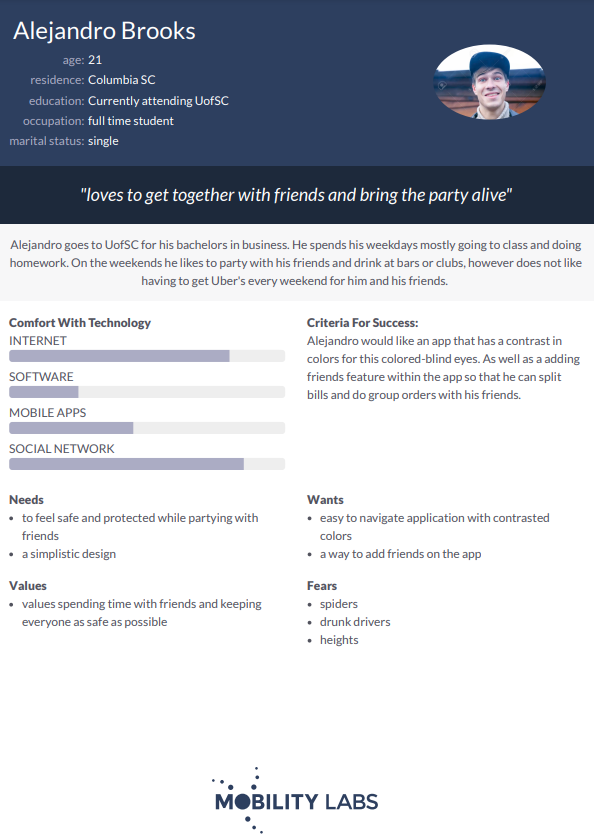 Alejandro Brooks
age: 21
residence: Columbia SC
education: Currently attending UofSC
occupation: full time student
marital status: single
"loves to get together with friends and bring the party alive"
Alejandro goes to UofSC for his bachelors in business. He spends his weekdays mostly going to class and doing
homework. On the weekends he likes to party with his friends and drink at bars or clubs, however does not like
having to get Uber's every weekend for him and his friends.
Comfort With Technology
INTERNET
SOFTWARE
MOBILE APPS
SOCIAL NETWORK
Criteria For Success:
Alejandro would like an app that has a contrast in
colors for this colored-blind eyes. As well as a adding
friends feature within the app so that he can split
bills and do group orders with his friends.
Needs
• to feel safe and protected while partying with
friends
• a simplistic design
Wants
• easy to navigate application with contrasted
colors
• a way to add friends on the app
Values
• values spending time with friends and keeping
everyone as safe as possible
Fears
• spiders
• drunk drivers
• heights
MOBILITY LABS